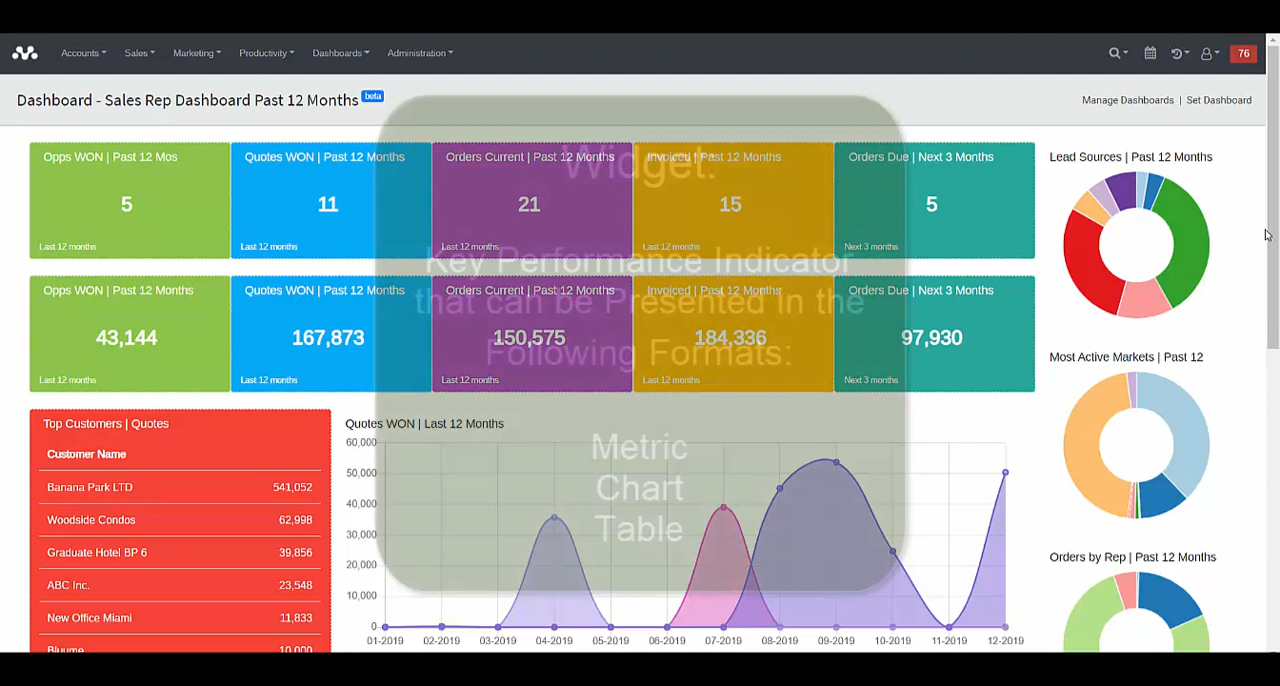 Accounts Sales Marketing Productivity Dashboards Administration 76
Dashboard - Sales Rep Dashboard Past 12 Months beta
Manage Dashboards | Set Dashboard
Opps WON | Past 12 Mos
5
Last 12 months
Quotes WON | Past 12 Months
11
Last 12 months
Orders Current | Past 12 Months
21
Last 12 months
Invoiced | Past 12 Months
15
Last 12 months
Orders Due | Next 3 Months
5
Next 3 months
Opps WON | Past 12 Months
43,144
Last 12 months
Quotes WON | Past 12 Months
167,873
Last 12 months
Orders Current | Past 12 Months
150,575
Last 12 months
Invoiced | Past 12 Months
184,336
Last 12 months
Orders Due | Next 3 Months
97,930
Next 3 months
Widget:
Key Performance Indicator
that can be Presented in the
Following Formats:
Metric
Chart
Table
Top Customers | Quotes
Customer Name
Banana Park LTD 541,052
Woodside Condos 62,998
Graduate Hotel BP 6 39,856
ABC Inc. 23,548
New Office Miami 11,833
Bluume 10,000
Quotes WON | Last 12 Months
60,000
50,000
40,000
30,000
20,000
10,000
0
01-2019 02-2019 03-2019 04-2019 05-2019 06-2019 07-2019 08-2019 09-2019 10-2019 11-2019 12-2019
Lead Sources | Past 12 Months
Most Active Markets | Past 12
Orders by Rep | Past 12 Months